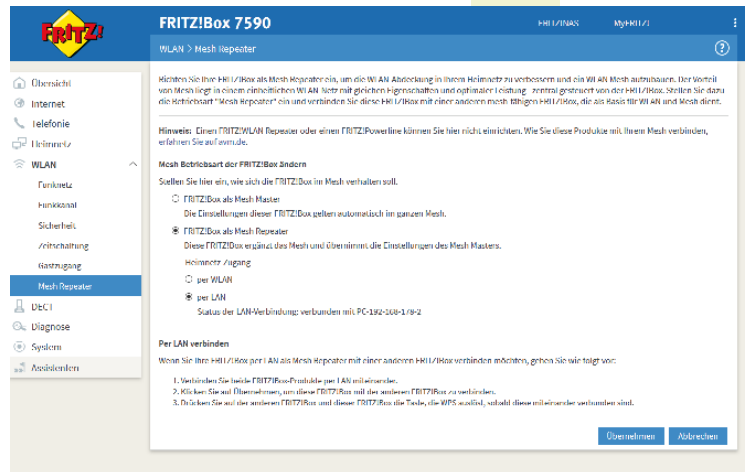 FRITZ!
FRITZ!Box 7590
FRITZ!NAS
MyFRITZ!
WLAN > Mesh Repeater
?
Übersicht
Internet
Telefonie
Heimnetz
WLAN
Funknetz
Funkkanal
Sicherheit
Zeitschaltung
Gastzugang
Mesh Repeater
DECT
Diagnose
System
Assistenten
Richten Sie Ihre FRITZ!Box als Mesh Repeater ein, um die WLAN-Abdeckung in Ihrem Heimnetz zu verbessern und ein WLAN Mesh aufzubauen. Der Vorteil
von Mesh liegt in einem einheitlichen WLAN-Netz mit gleichen Eigenschaften und optimaler Leistung - zentral gesteuert von der FRITZ!Box. Stellen Sie dazu
die Betriebsart "Mesh Repeater" ein und verbinden Sie diese FRITZ!Box mit einer anderen mesh-fähigen FRITZ!Box, die als Basis für WLAN und Mesh dient.
Hinweis: Einen FRITZ!WLAN Repeater oder einen FRITZ!Powerline können Sie hier nicht einrichten. Wie Sie diese Produkte mit Ihrem Mesh verbinden,
erfahren Sie auf avm.de.
Mesh Betriebsart der FRITZ!Box ändern
Stellen Sie hier ein, wie sich die FRITZ!Box im Mesh verhalten soll.
FRITZ!Box als Mesh Master
Die Einstellungen dieser FRITZ!Box gelten automatisch im ganzen Mesh.
FRITZ!Box als Mesh Repeater
Diese FRITZ!Box ergänzt das Mesh und übernimmt die Einstellungen des Mesh Masters.
Heimnetz-Zugang
per WLAN
per LAN
Status der LAN-Verbindung: verbunden mit PC-192-168-178-2
Per LAN verbinden
Wenn Sie Ihre FRITZ!Box per LAN als Mesh Repeater mit einer anderen FRITZ!Box verbinden möchten, gehen Sie wie folgt vor:
1. Verbinden Sie beide FRITZ!Box-Produkte per LAN miteinander.
2. Klicken Sie auf Übernehmen, um diese FRITZ!Box mit der anderen FRITZ!Box zu verbinden.
3. Drücken Sie auf der anderen FRITZ!Box und dieser FRITZ!Box die Taste, die WPS auslöst, sobald diese miteinander verbunden sind.
Übernehmen
Abbrechen